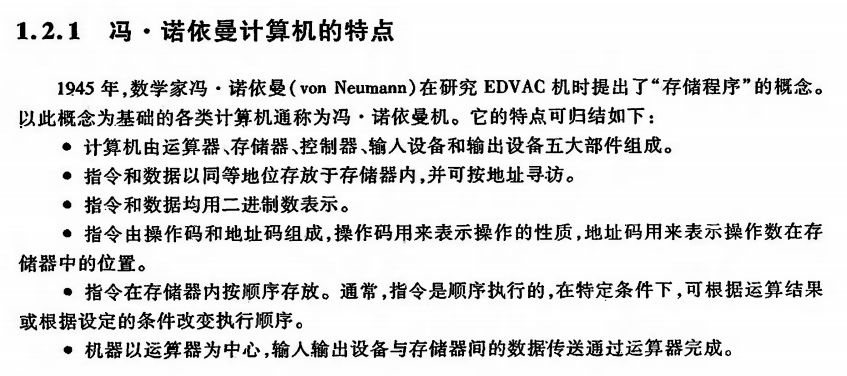 1.2.1 冯·诺依曼计算机的特点
1945 年,数学家冯·诺依曼(von Neumann)在研究 EDVAC 机时提出了“存储程序”的概念。
以此概念为基础的各类计算机通称为冯·诺依曼机。它的特点可归结如下：
● 计算机由运算器、存储器、控制器、输入设备和输出设备五大部件组成。
● 指令和数据以同等地位存放于存储器内,并可按地址寻访。
● 指令和数据均用二进制数表示。
● 指令由操作码和地址码组成,操作码用来表示操作的性质,地址码用来表示操作数在存
储器中的位置。
● 指令在存储器内按顺序存放。通常,指令是顺序执行的,在特定条件下,可根据运算结果
或根据设定的条件改变执行顺序。
● 机器以运算器为中心,输入输出设备与存储器间的数据传送通过运算器完成。